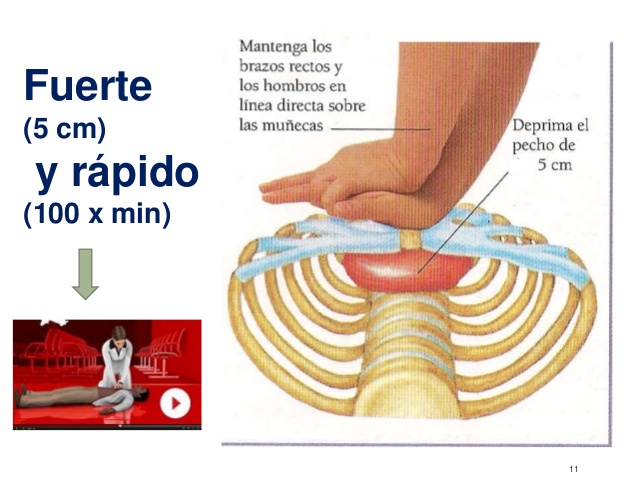 Fuerte
(5 cm)
y rápido
(100 x min)
Mantenga los
brazos rectos y
los hombros en
línea directa sobre
las muñecas
Deprima el
pecho de
5 cm
11